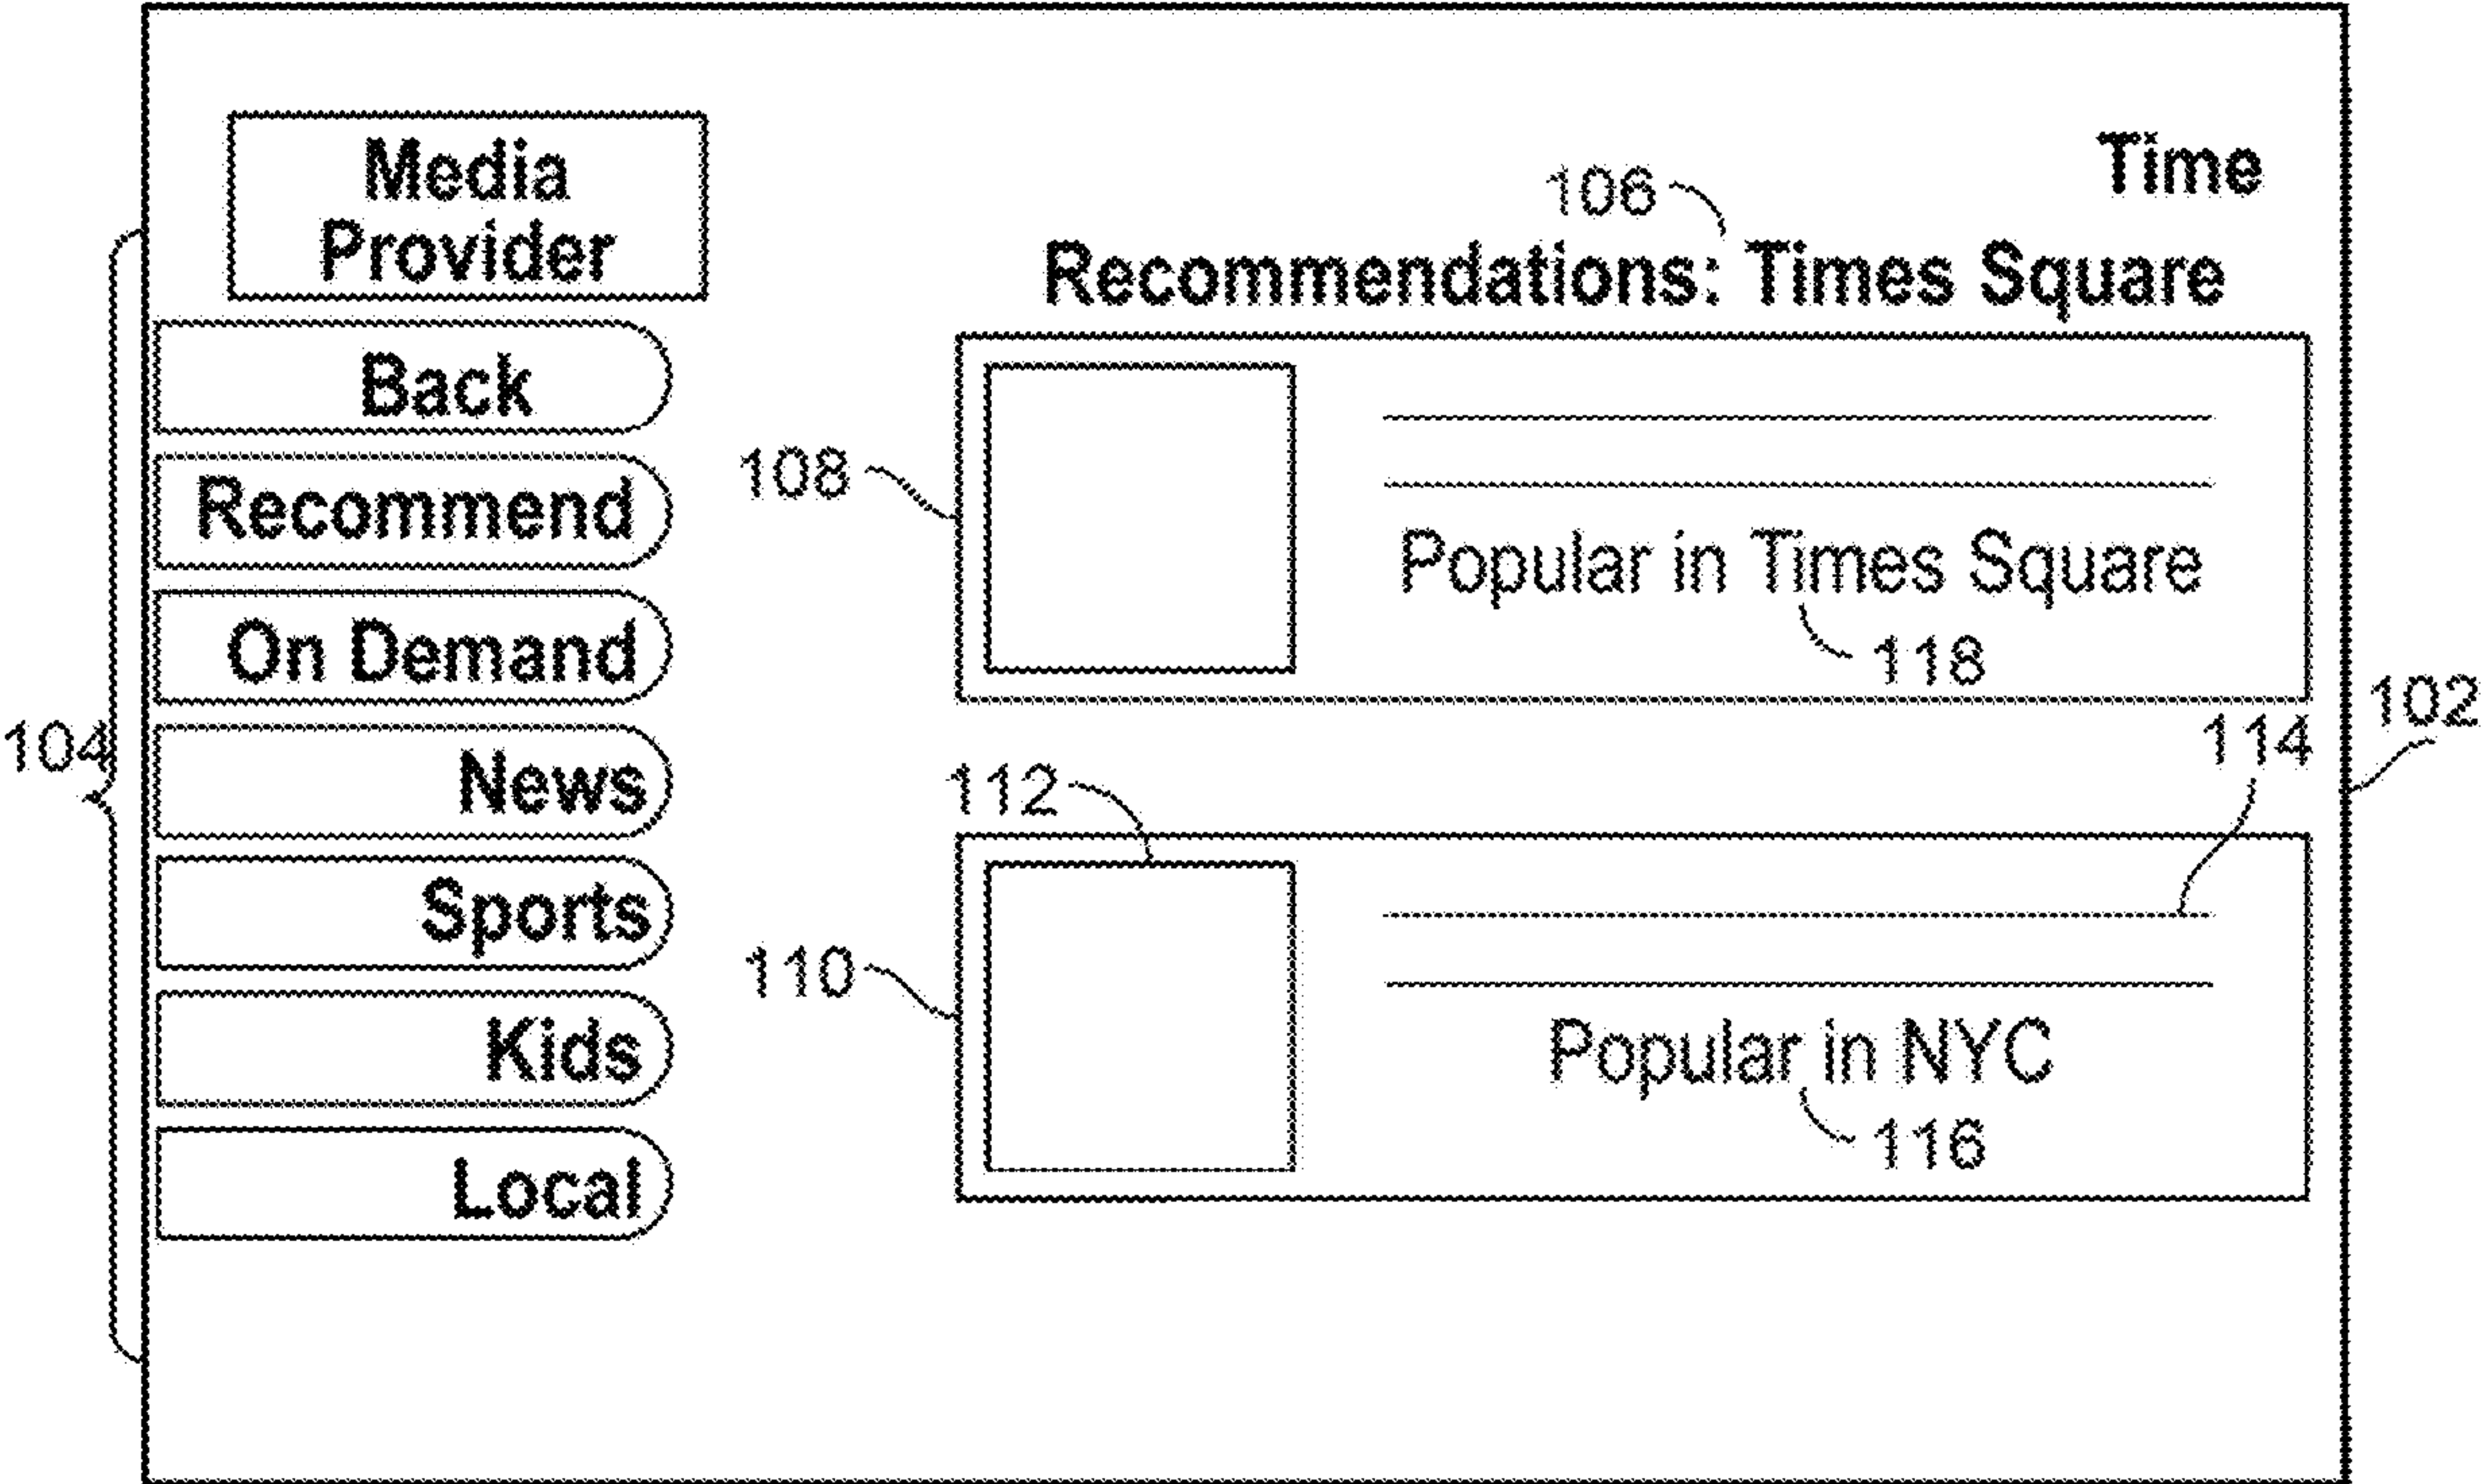 Media
Provider
Back
Recommend
On Demand
News
Sports
Kids
Local
104
Time
106
Recommendations: Times Square
108
Popular in Times Square
118
102
114
112
110
Popular in NYC
116